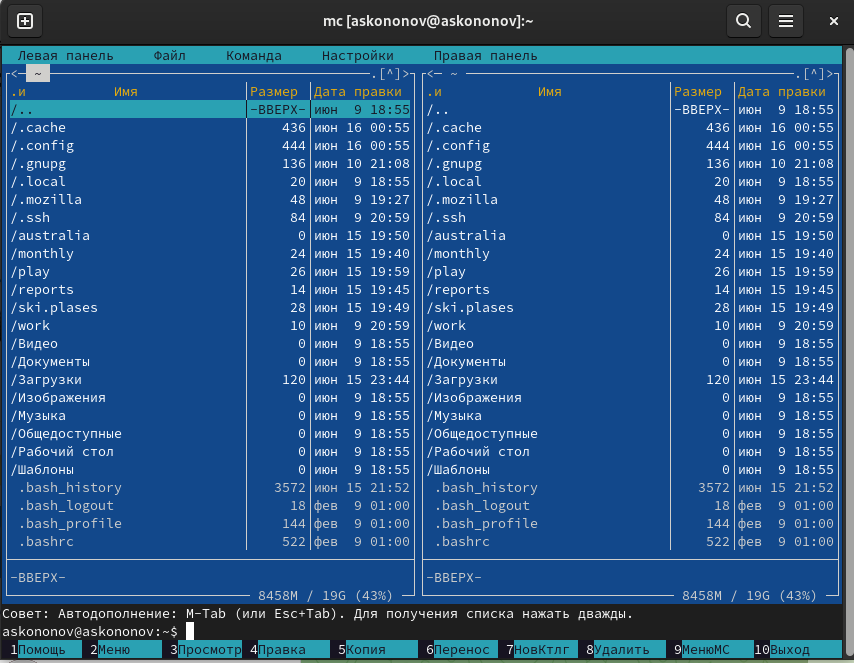 mc [askononov@askononov]:~
Левая панель Файл Команда Настройки Правая панель
<— ~ .[^]> <— ~ .[^]>
.и Имя Размер Дата правки .и Имя Размер Дата правки
/.. -ВВЕРХ- июн 9 18:55 /.. -ВВЕРХ- июн 9 18:55
/.cache 436 июн 16 00:55 /.cache 436 июн 16 00:55
/.config 444 июн 16 00:55 /.config 444 июн 16 00:55
/.gnupg 136 июн 10 21:08 /.gnupg 136 июн 10 21:08
/.local 20 июн 9 18:55 /.local 20 июн 9 18:55
/.mozilla 48 июн 9 19:27 /.mozilla 48 июн 9 19:27
/.ssh 84 июн 9 20:59 /.ssh 84 июн 9 20:59
/australia 0 июн 15 19:50 /australia 0 июн 15 19:50
/monthly 24 июн 15 19:40 /monthly 24 июн 15 19:40
/play 26 июн 15 19:59 /play 26 июн 15 19:59
/reports 14 июн 15 19:45 /reports 14 июн 15 19:45
/ski.plases 28 июн 15 19:49 /ski.plases 28 июн 15 19:49
/work 10 июн 9 20:59 /work 10 июн 9 20:59
/Видео 0 июн 9 18:55 /Видео 0 июн 9 18:55
/Документы 0 июн 9 18:55 /Документы 0 июн 9 18:55
/Загрузки 120 июн 15 23:44 /Загрузки 120 июн 15 23:44
/Изображения 0 июн 9 18:55 /Изображения 0 июн 9 18:55
/Музыка 0 июн 9 18:55 /Музыка 0 июн 9 18:55
/Общедоступные 0 июн 9 18:55 /Общедоступные 0 июн 9 18:55
/Рабочий стол 0 июн 9 18:55 /Рабочий стол 0 июн 9 18:55
/Шаблоны 0 июн 9 18:55 /Шаблоны 0 июн 9 18:55
.bash_history 3572 июн 15 21:52 .bash_history 3572 июн 15 21:52
.bash_logout 18 фев 9 01:00 .bash_logout 18 фев 9 01:00
.bash_profile 144 фев 9 01:00 .bash_profile 144 фев 9 01:00
.bashrc 522 фев 9 01:00 .bashrc 522 фев 9 01:00
-ВВЕРХ- -ВВЕРХ-
8458M / 19G (43%) 8458M / 19G (43%)
Совет: Автодополнение: M-Tab (или Esc+Tab). Для получения списка нажать дважды.
askononov@askononov:~$
1Помощь 2Меню 3Просмотр 4Правка 5Копия 6Перенос 7НовКтлг 8Удалить 9МенюMC 10Выход